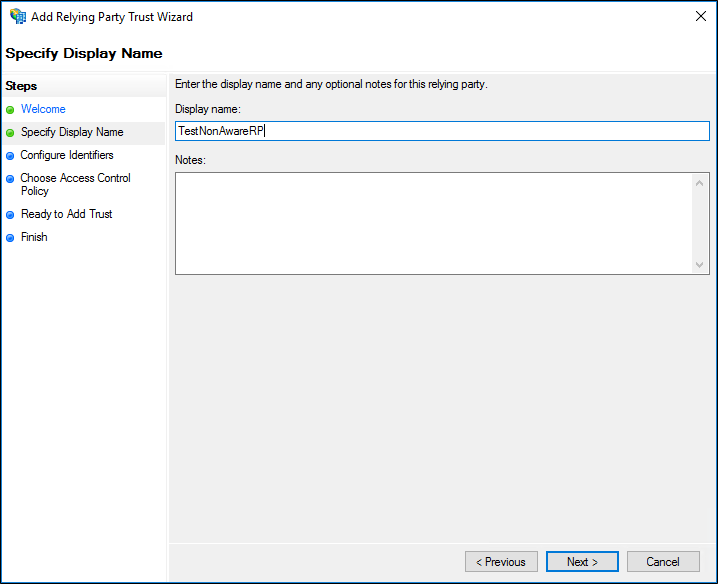 Add Relying Party Trust Wizard
Specify Display Name
Steps
Welcome
Specify Display Name
Configure Identifiers
Choose Access Control
Policy
Ready to Add Trust
Finish
Enter the display name and any optional notes for this relying party.
Display name:
TestNonAwareRP
Notes:
< Previous
Next >
Cancel